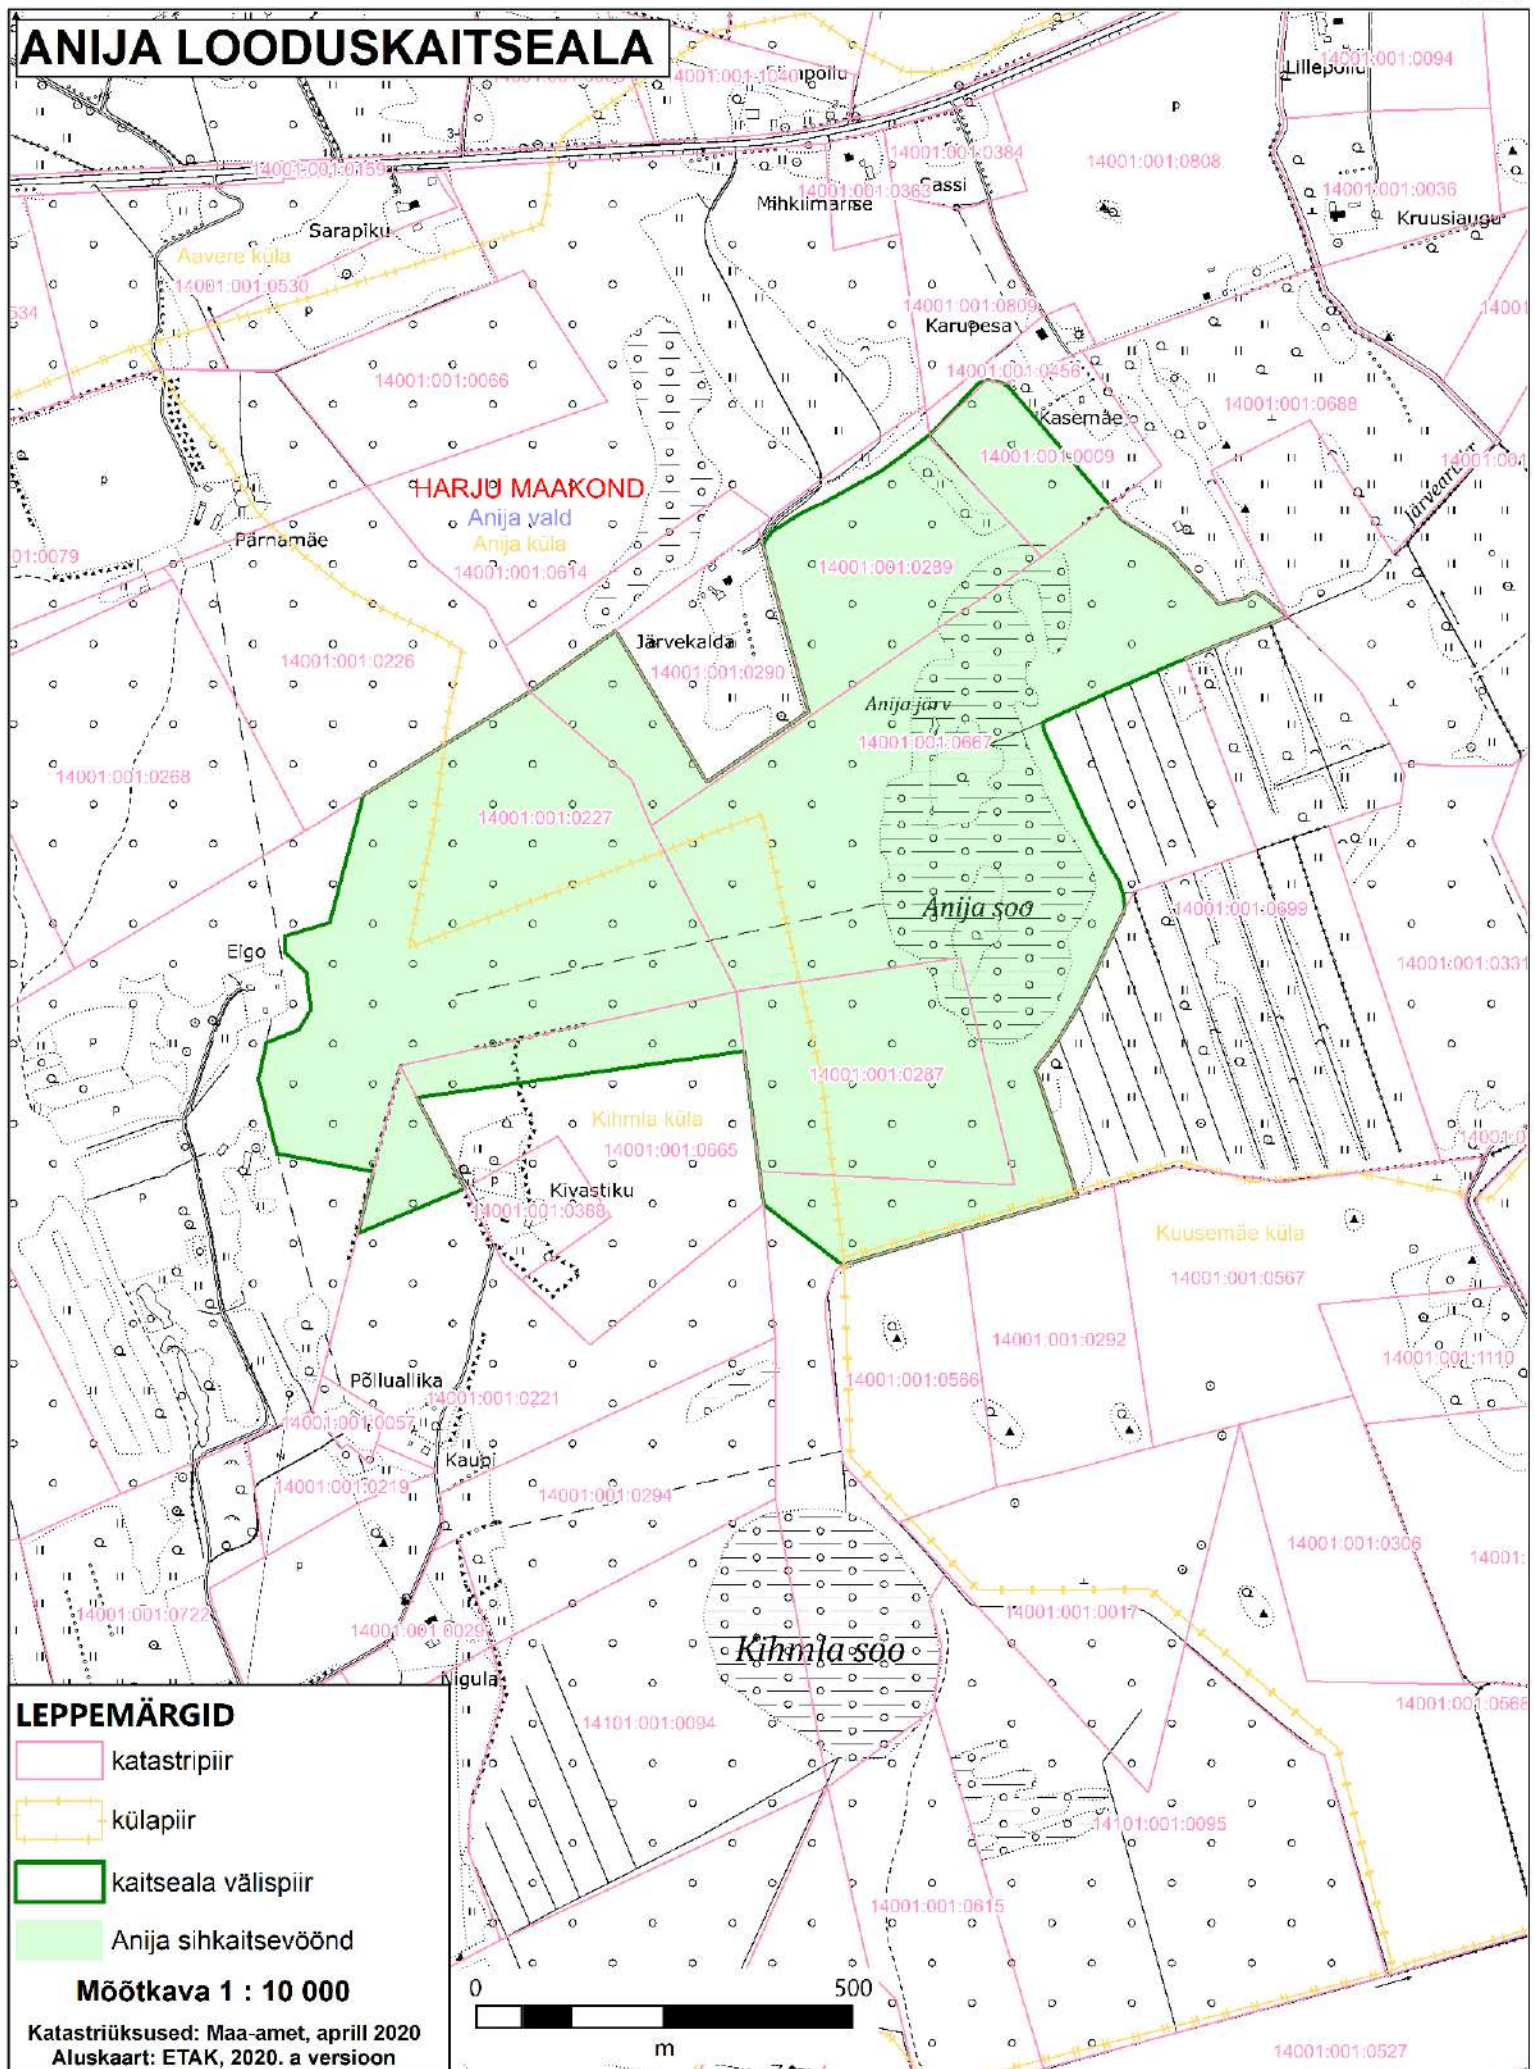 ANIJA LOODUSKAITSEALA
14001:001:1040
Lillepõllu
14001:001:0094
14001:001:0159
14001:001:0384
14001:001:0808
14001:001:0363
Sassi
Mihklimardse
14001:001:0036
Kruusiaugu
Sarapiku
Aavere küla
14001:001:0530
14001:001:0809
Karupesa
14001:001:0066
14001:001:0456
Kasemäe
14001:001:0688
14001:001:0009
HARJU MAAKOND
Anija vald
Anija küla
14001:001:0614
Pärnamäe
01:0079
14001:001:0289
Järvekalda
14001:001:0290
14001:001:0226
Anija järv
14001:001:0667
14001:001:0268
14001:001:0227
Anija soo
14001:001:0699
Eigo
14001:001:0331
14001:001:0287
Kihmla küla
14001:001:0665
Kivastiku
14001:001:0388
Kuusemäe küla
14001:001:0567
14001:001:0292
14001:001:1110
14001:001:0566
Põlluallika
14001:001:0221
14001:001:0057
Kaupi
14001:001:0219
14001:001:0294
14001:001:0306
14001:
14001:001:0722
14001:001:0029
14001:001:0017
Kihmla soo
Nigula
14001:001:0568
14101:001:0094
14101:001:0095
14001:001:0615
14001:001:0527
LEPPEMÄRGID
katastripiir
külapiir
kaitseala välispiir
Anija sihkaitsevöönd
Mõõtkava 1 : 10 000
Katastriüksused: Maa-amet, aprill 2020
Aluskaart: ETAK, 2020. a versioon
0 500
m